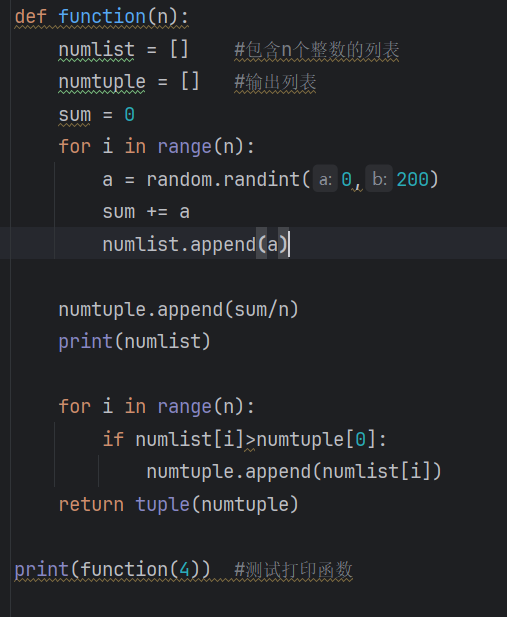 def function(n):
    numlist = []    #包含n个整数的列表
    numtuple = []   #输出列表
    sum = 0
    for i in range(n):
        a = random.randint(a: 0, b: 200)
        sum += a
        numlist.append(a)
    numtuple.append(sum/n)
    print(numlist)
    for i in range(n):
        if numlist[i]>numtuple[0]:
            numtuple.append(numlist[i])
    return tuple(numtuple)
print(function(4))  #测试打印函数